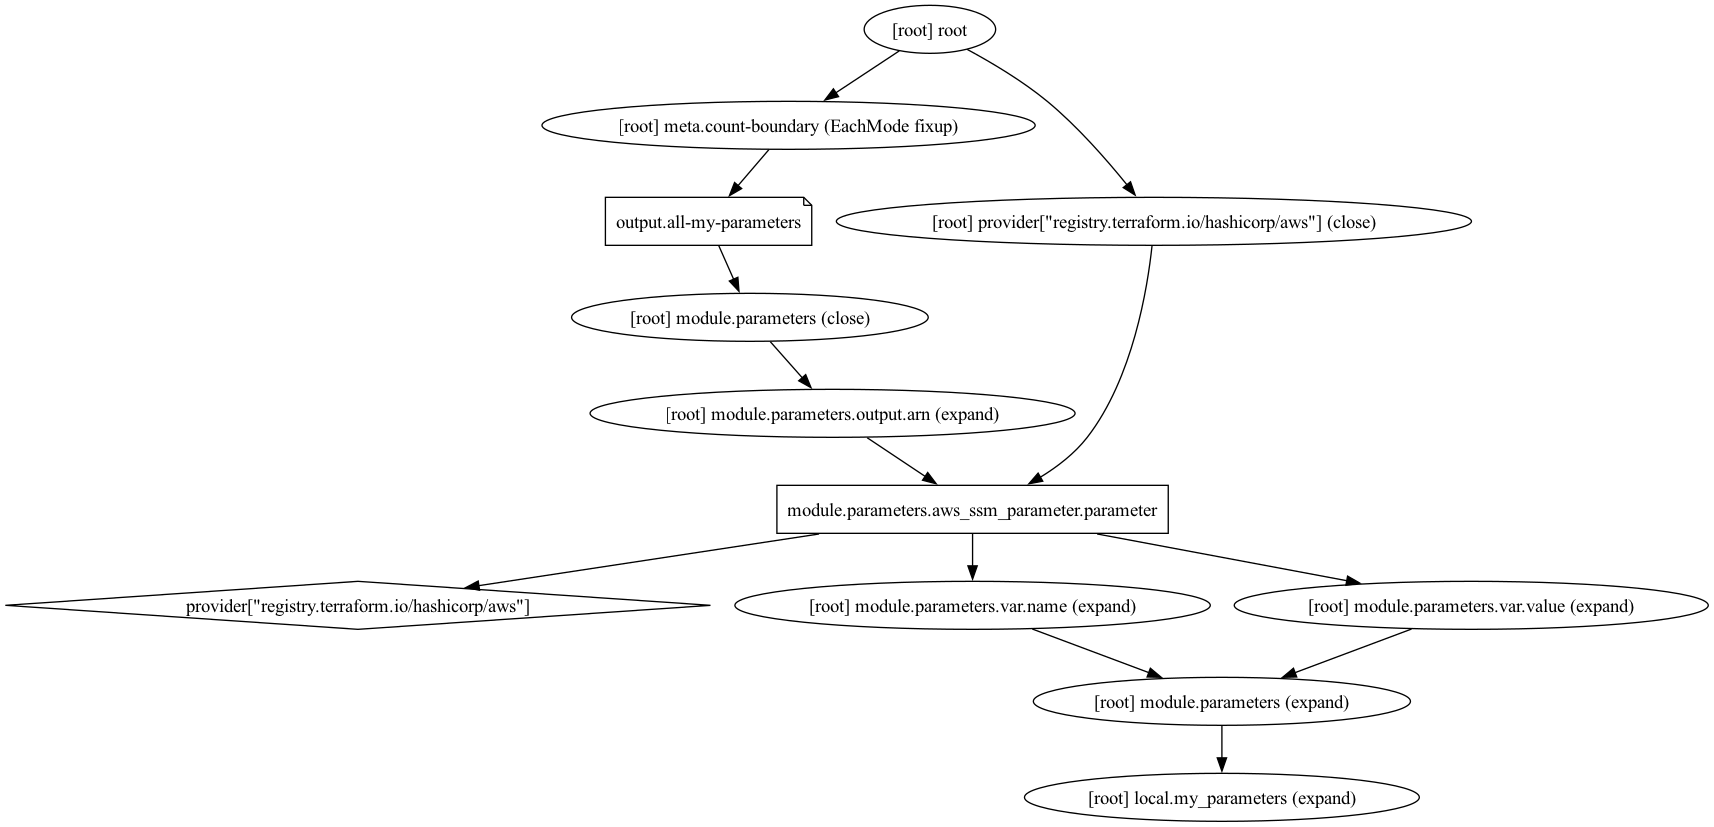 [root] root
[root] meta.count-boundary (EachMode fixup)
output.all-my-parameters
[root] provider["registry.terraform.io/hashicorp/aws"] (close)
[root] module.parameters (close)
[root] module.parameters.output.arn (expand)
module.parameters.aws_ssm_parameter.parameter
provider["registry.terraform.io/hashicorp/aws"]
[root] module.parameters.var.name (expand)
[root] module.parameters.var.value (expand)
[root] module.parameters (expand)
[root] local.my_parameters (expand)